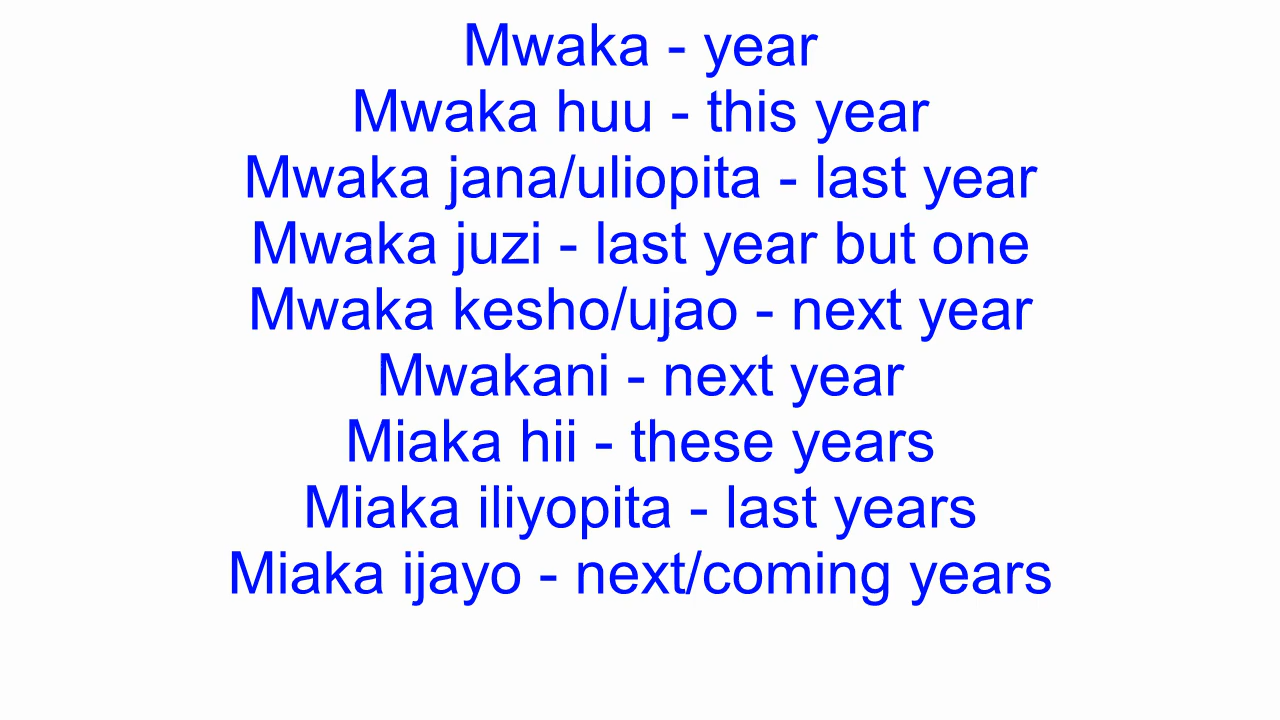 Mwaka - year
Mwaka huu - this year
Mwaka jana/uliopita - last year
Mwaka juzi - last year but one
Mwaka kesho/ujao - next year
Mwakani - next year
Miaka hii - these years
Miaka iliyopita - last years
Miaka ijayo - next/coming years